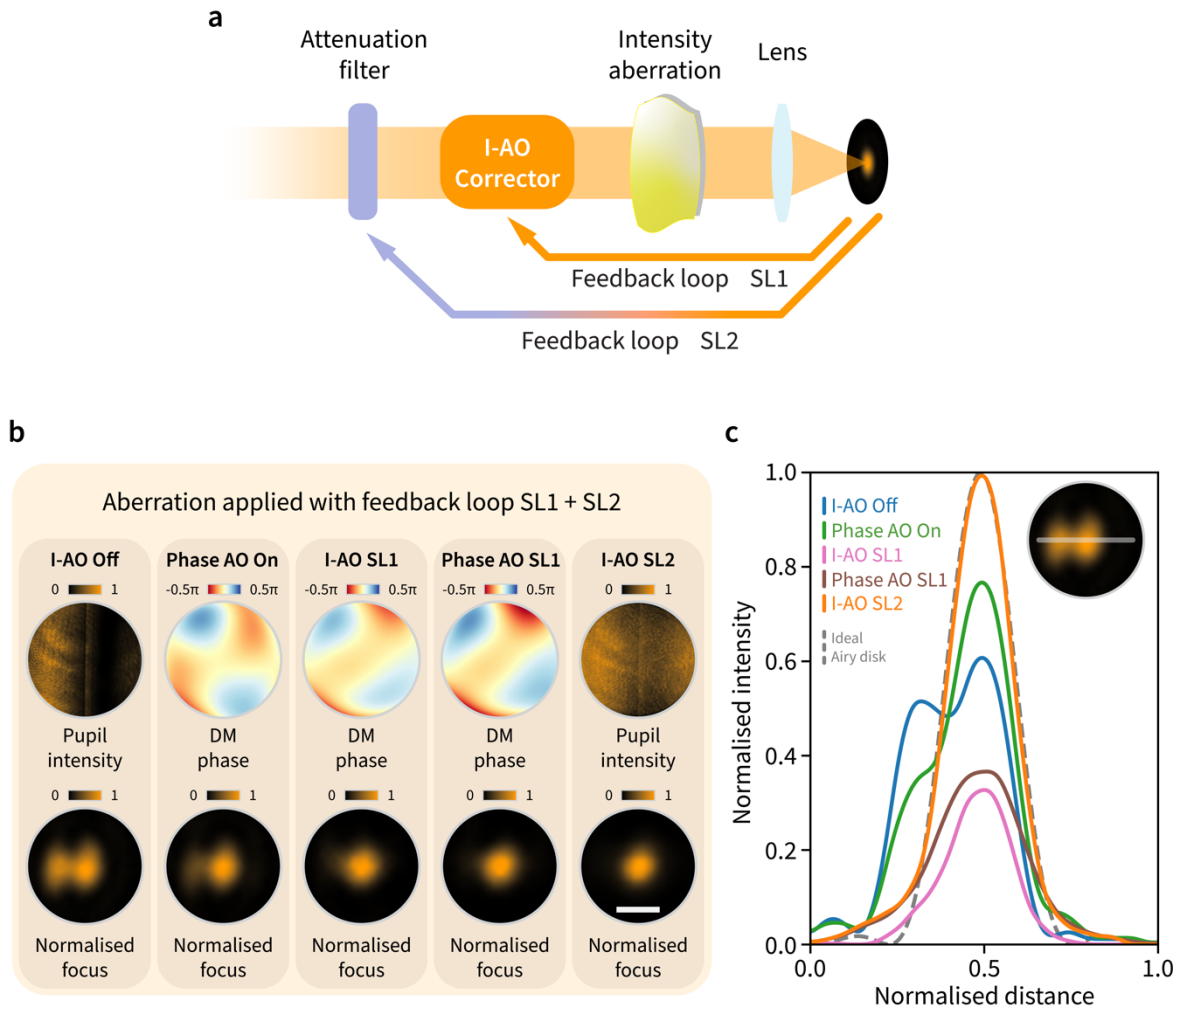 a
Attenuation
filter
Intensity
aberration
Lens
I-AO
Corrector
Feedback loop SL1
Feedback loop SL2
b
Aberration applied with feedback loop SL1 + SL2
I-AO Off
Phase AO On
I-AO SL1
Phase AO SL1
I-AO SL2
0 1
-0.5π 0.5π
-0.5π 0.5π
-0.5π 0.5π
0 1
Pupil
intensity
DM
phase
DM
phase
DM
phase
Pupil
intensity
0 1
0 1
0 1
0 1
0 1
Normalised
focus
Normalised
focus
Normalised
focus
Normalised
focus
Normalised
focus
c
Normalised intensity
1.0
0.8
0.6
0.4
0.2
0.0
I-AO Off
Phase AO On
I-AO SL1
Phase AO SL1
I-AO SL2
Ideal
Airy disk
0.0 0.5 1.0
Normalised distance